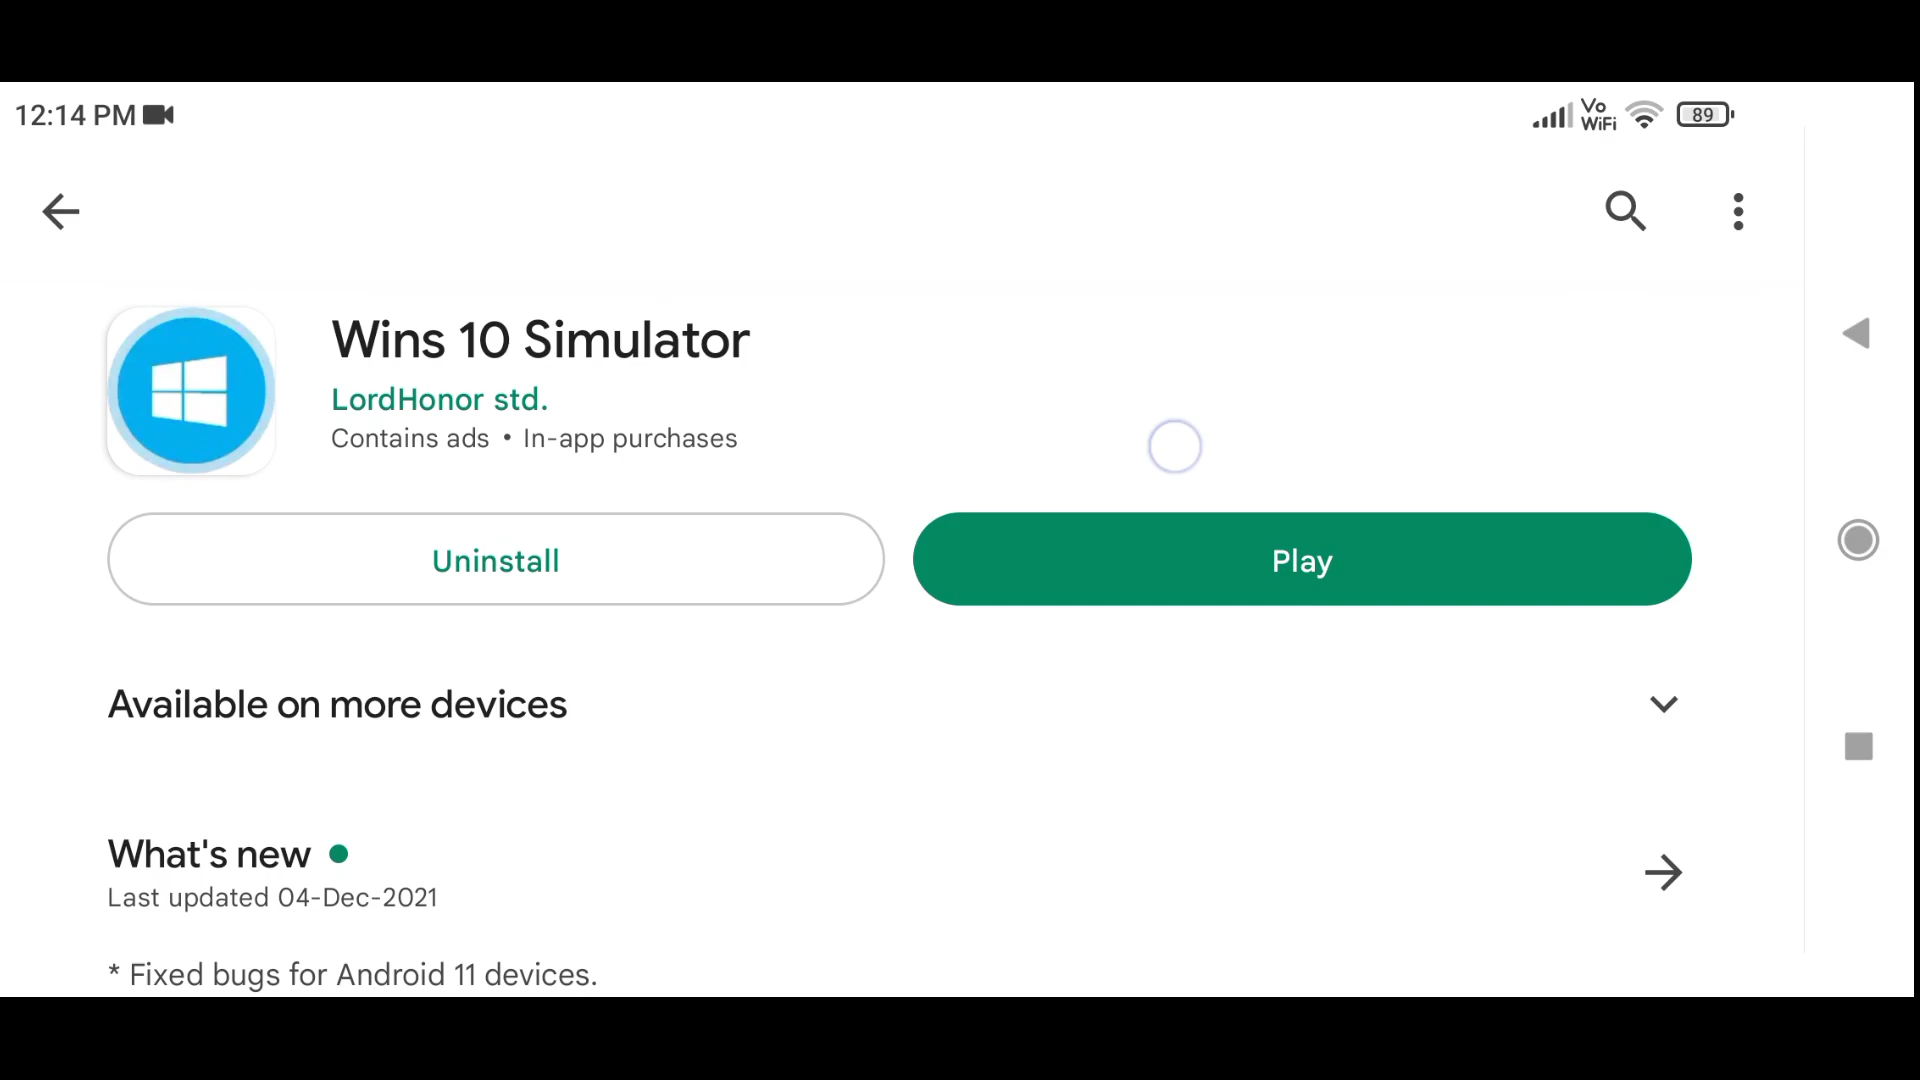 12:14 PM
Vo
WiFi
89
Wins 10 Simulator
LordHonor std.
Contains ads • In-app purchases
Uninstall
Play
Available on more devices
What's new
Last updated 04-Dec-2021
* Fixed bugs for Android 11 devices.